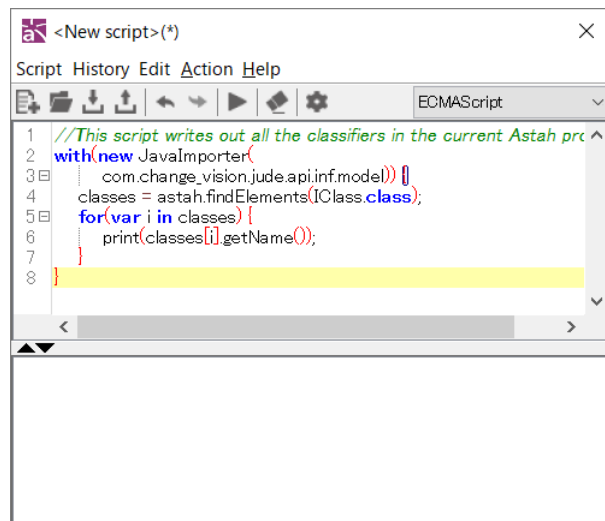 <New script>(*)
Script History Edit Action Help
ECMAScript
1 //This script writes out all the classifiers in the current Astah pro
2 with(new JavaImporter(
3 com.change_vision.jude.api.inf.model)) {
4 classes = astah.findElements(IClass.class);
5 for(var i in classes) {
6 print(classes[i].getName());
7 }
8 }